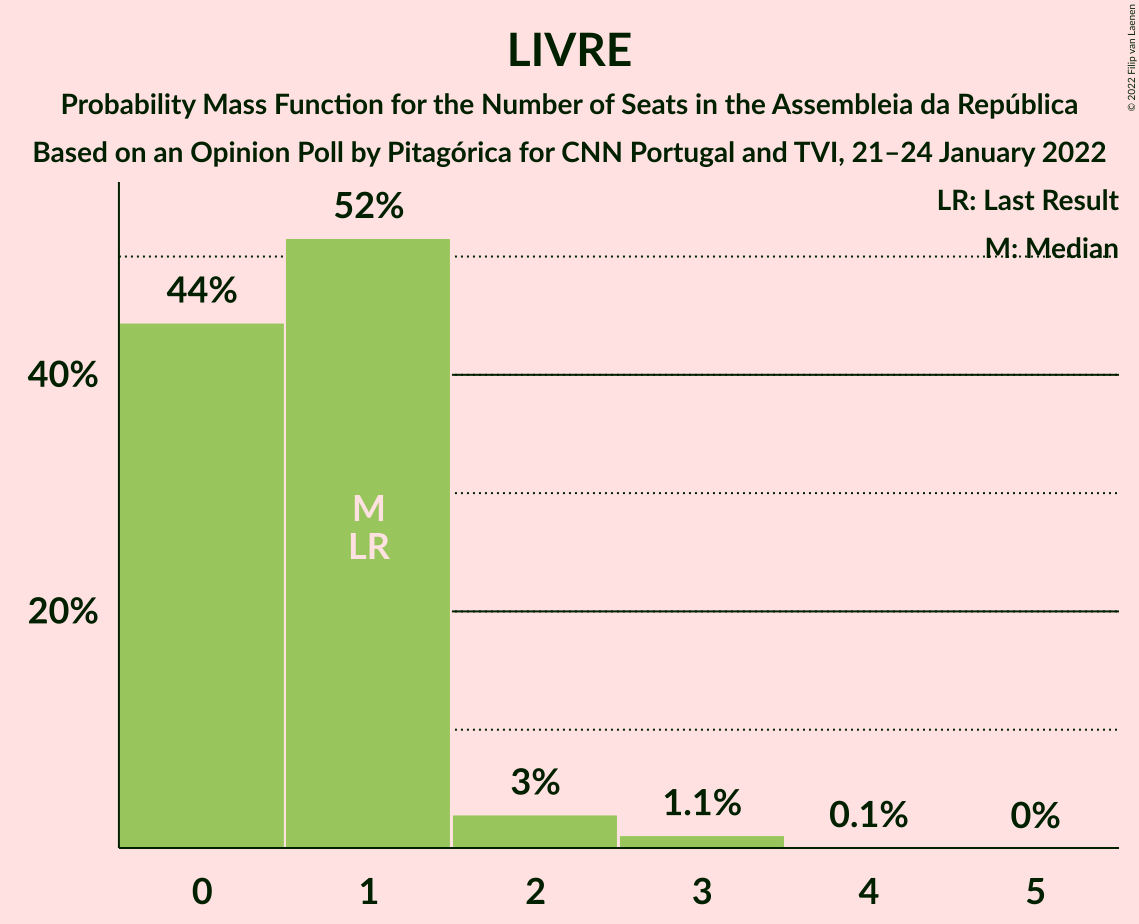 LIVRE
Probability Mass Function for the Number of Seats in the Assembleia da República
Based on an Opinion Poll by Pitagórica for CNN Portugal and TVI, 21–24 January 2022
© 2022 Filip van Laenen
LR: Last Result
M: Median
52%
44%
40%
M
LR
20%
3%
1.1%
0.1%
0%
0 1 2 3 4 5